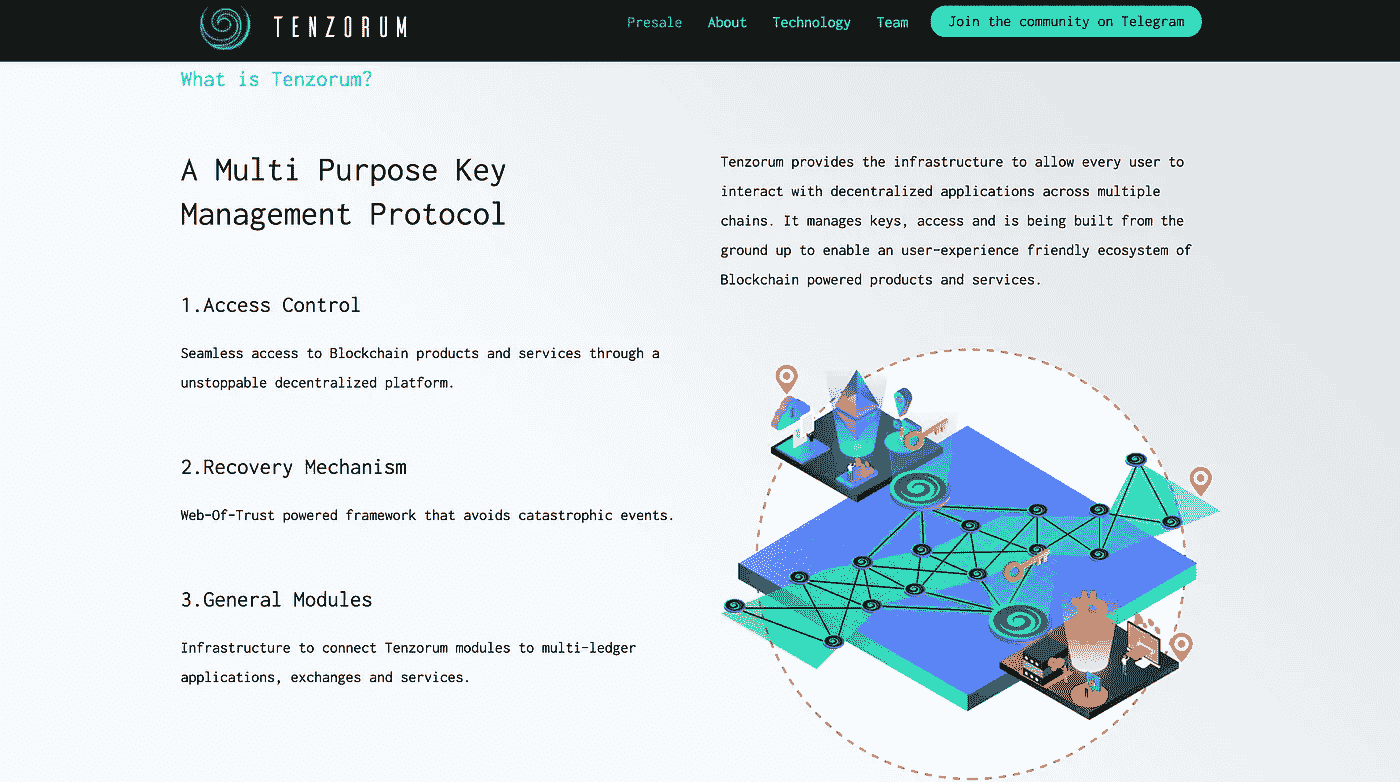 TENZORUM
Presale About Technology Team Join the community on Telegram
What is Tenzorum?
A Multi Purpose Key
Management Protocol
1.Access Control
Seamless access to Blockchain products and services through a
unstoppable decentralized platform.
2.Recovery Mechanism
Web-Of-Trust powered framework that avoids catastrophic events.
3.General Modules
Infrastructure to connect Tenzorum modules to multi-ledger
applications, exchanges and services.
Tenzorum provides the infrastructure to allow every user to
interact with decentralized applications across multiple
chains. It manages keys, access and is being built from the
ground up to enable an user-experience friendly ecosystem of
Blockchain powered products and services.